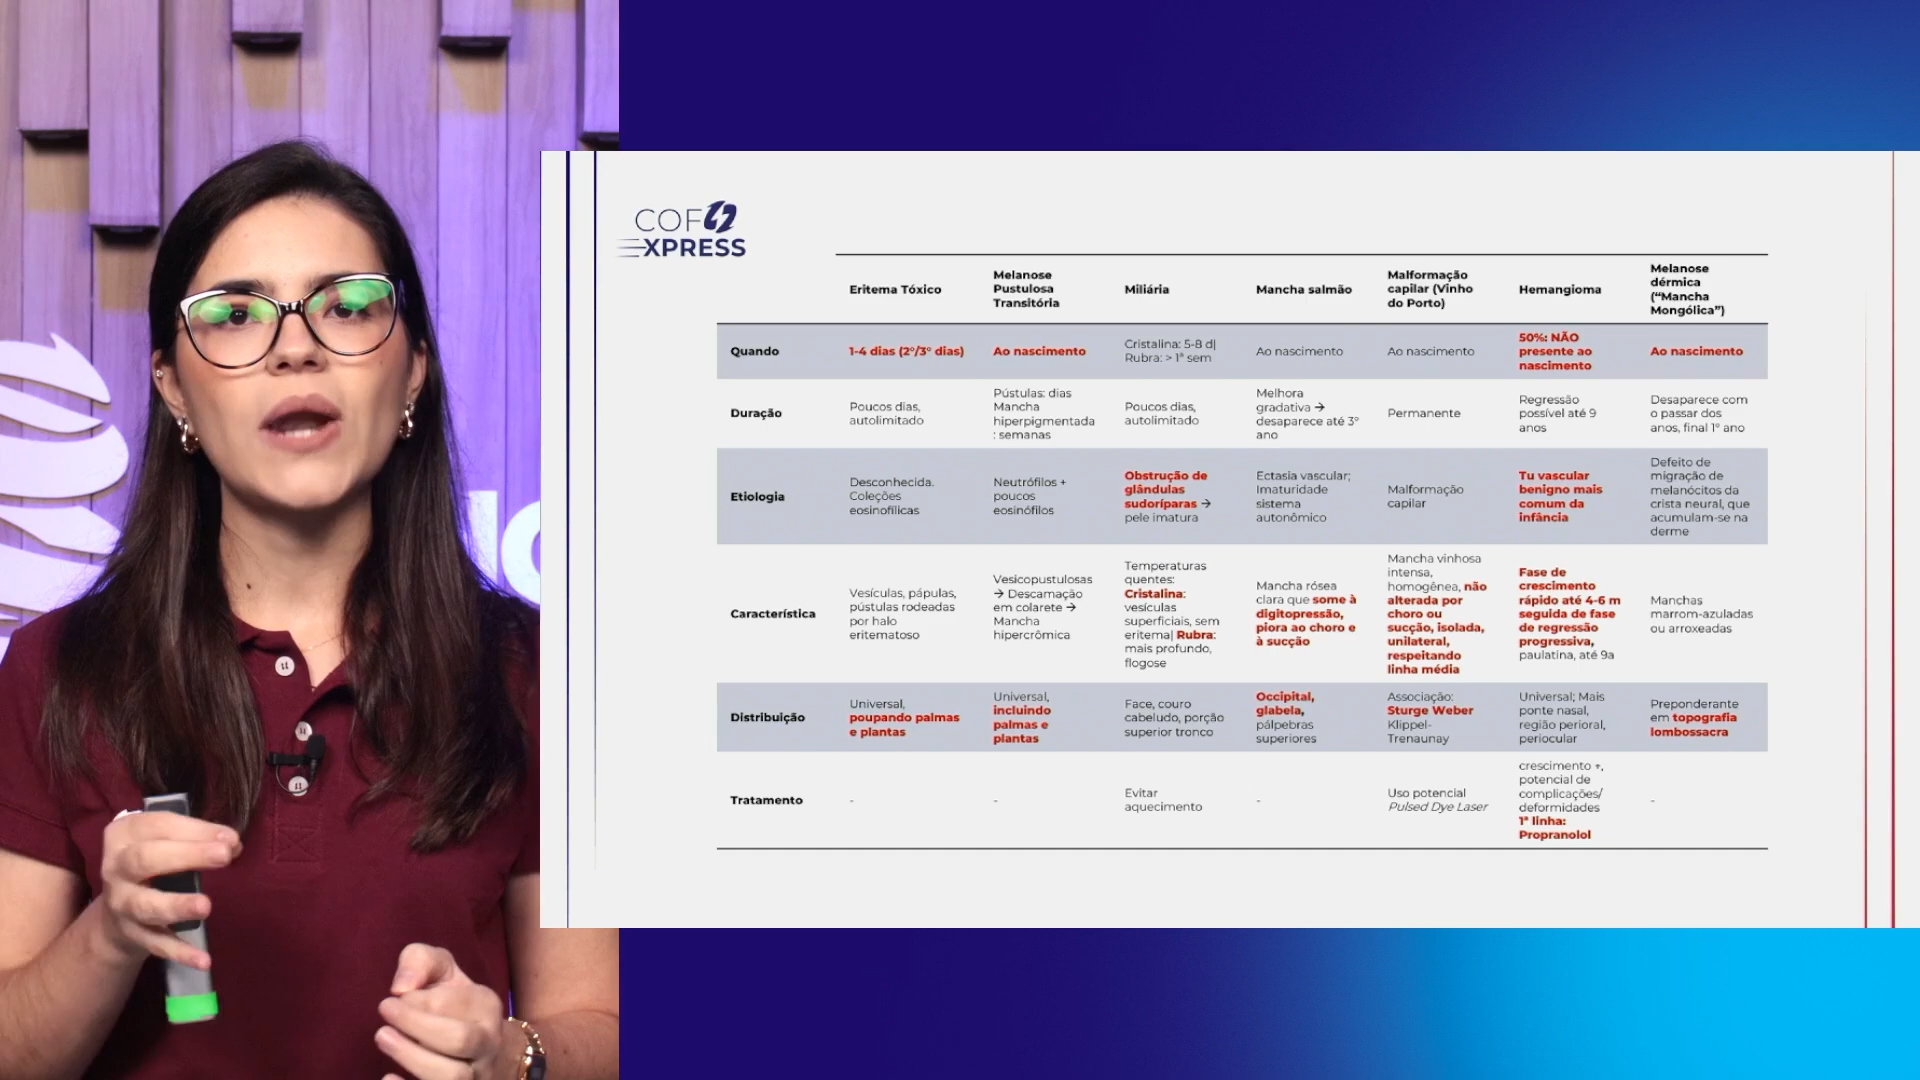 COF
XPRESS
Eritema Tóxico
Melanose
Pustulosa
Transitória
Miliária
Mancha salmão
Malformação
capilar (Vinho
do Porto)
Hemangioma
Melanose
dérmica
(“Mancha
Mongólica”)
Quando
1-4 dias (2°/3° dias)
Ao nascimento
Cristalina: 5-8 d|
Rubra: > 1ª sem
Ao nascimento
Ao nascimento
50%: NÃO
presente ao
nascimento
Ao nascimento
Duração
Poucos dias,
autolimitado
Pústulas: dias
Mancha
hiperpigmentada
: semanas
Poucos dias,
autolimitado
Melhora
gradativa →
desaparece até 3°
ano
Permanente
Regressão
possível até 9
anos
Desaparece com
o passar dos
anos, final 1° ano
Etiologia
Desconhecida.
Coleções
eosinofílicas
Neutrófilos +
poucos
eosinófilos
Obstrução de
glândulas
sudoríparas →
pele imatura
Ectasia vascular;
Imaturidade
sistema
autonômico
Malformação
capilar
Tu vascular
benigno mais
comum da
infância
Defeito de
migração de
melanócitos da
crista neural, que
acumulam-se na
derme
Característica
Vesículas, pápulas,
pústulas rodeadas
por halo
eritematoso
Vesicopustulosas
→ Descamação
em colarete →
Mancha
hipercrômica
Temperaturas
quentes:
Cristalina:
vesículas
superficiais, sem
eritema| Rubra:
mais profundo,
flogose
Mancha rósea
clara que some à
digitopressão,
piora ao choro e
à sucção
Mancha vinhosa
intensa,
homogênea, não
alterada por
choro ou
sucção, isolada,
unilateral,
respeitando
linha média
Fase de
crescimento
rápido até 4-6 m
seguida de fase
de regressão
progressiva,
paulatina, até 9a
Manchas
marrom-azuladas
ou arroxeadas
Distribuição
Universal,
poupando palmas
e plantas
Universal,
incluindo
palmas e
plantas
Face, couro
cabeludo, porção
superior tronco
Occipital,
glabela,
pálpebras
superiores
Associação:
Sturge Weber
Klippel-
Trenaunay
Universal; Mais
ponte nasal,
região perioral,
periocular
Preponderante
em topografia
lombossacra
Tratamento
-
-
Evitar
aquecimento
-
Uso potencial
Pulsed Dye Laser
crescimento +,
potencial de
complicações/
deformidades
1ª linha:
Propranolol
-